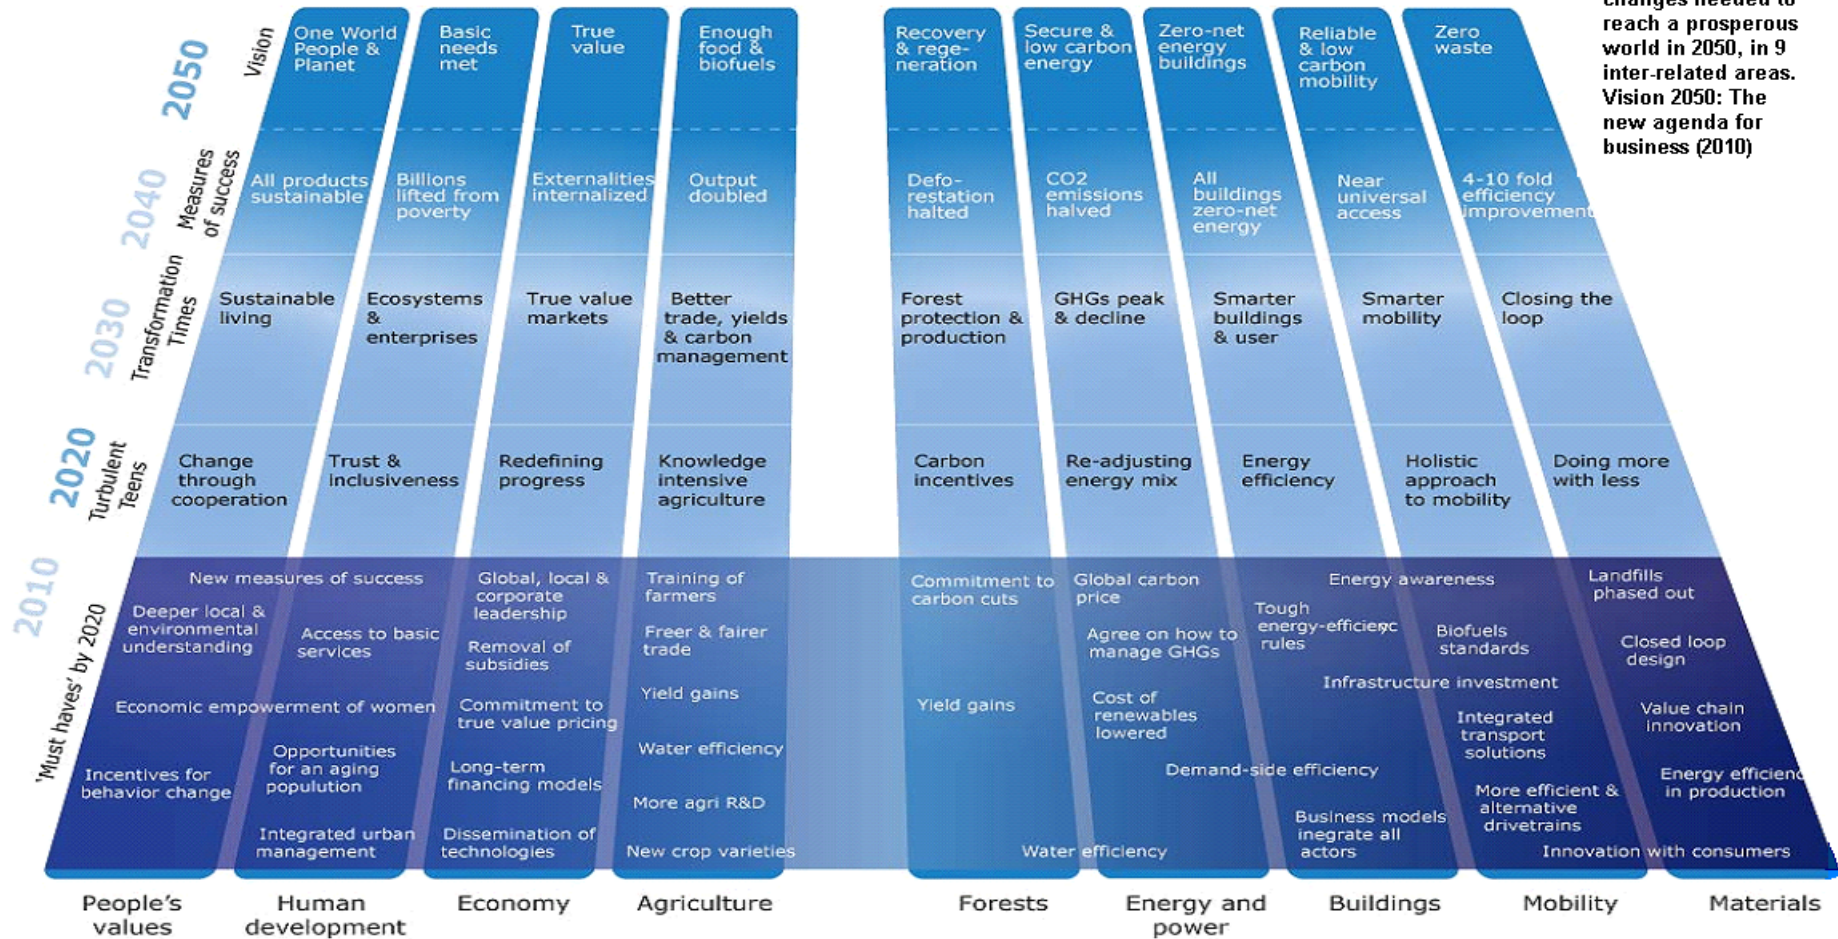 changes needed to
reach a prosperous
world in 2050, in 9
inter-related areas.
Vision 2050: The
new agenda for
business (2010)
2050
Vision
One World
People &
Planet
Basic
needs
met
True
value
Enough
food &
biofuels
Recovery
& rege-
neration
Secure &
low carbon
energy
Zero-net
energy
buildings
Reliable
& low
carbon
mobility
Zero
waste
2040
Measures
of success
All products
sustainable
Billions
lifted from
poverty
Externalities
internalized
Output
doubled
Defo-
restation
halted
CO2
emissions
halved
All
buildings
zero-net
energy
Near
universal
access
4-10 fold
efficiency
improvement
2030
Transformation
Times
Sustainable
living
Ecosystems
&
enterprises
True value
markets
Better
trade, yields
& carbon
management
Forest
protection &
production
GHGs peak
& decline
Smarter
buildings
& user
Smarter
mobility
Closing the
loop
2020
Turbulent
Teens
Change
through
cooperation
Trust &
inclusiveness
Redefining
progress
Knowledge
intensive
agriculture
Carbon
incentives
Re-adjusting
energy mix
Energy
efficiency
Holistic
approach
to mobility
Doing more
with less
2010
'Must haves' by 2020
New measures of success
Deeper local &
environmental
understanding
Access to basic
services
Economic empowerment of women
Opportunities
for an aging
popululution
Incentives for
behavior change
Integrated urban
management
Global, local &
corporate
leadership
Removal of
subsidies
Commitment to
true value pricing
Long-term
financing models
Dissemination of
technologies
Training of
farmers
Freer & fairer
trade
Yield gains
Water efficiency
More agri R&D
New crop varieties
Commitment to
carbon cuts
Yield gains
Water efficiency
Global carbon
price
Agree on how to
manage GHGs
Cost of
renewables
lowered
Demand-side efficiency
Energy awareness
Tough
energy-efficienyc
rules
Infrastructure investment
Business models
inegrate all
actors
Biofuels
standards
Integrated
transport
solutions
More efficient &
alternative
drivetrains
Landfills
phased out
Closed loop
design
Value chain
innovation
Energy efficienc
in production
Innovation with consumers
People's
values
Human
development
Economy
Agriculture
Forests
Energy and
power
Buildings
Mobility
Materials